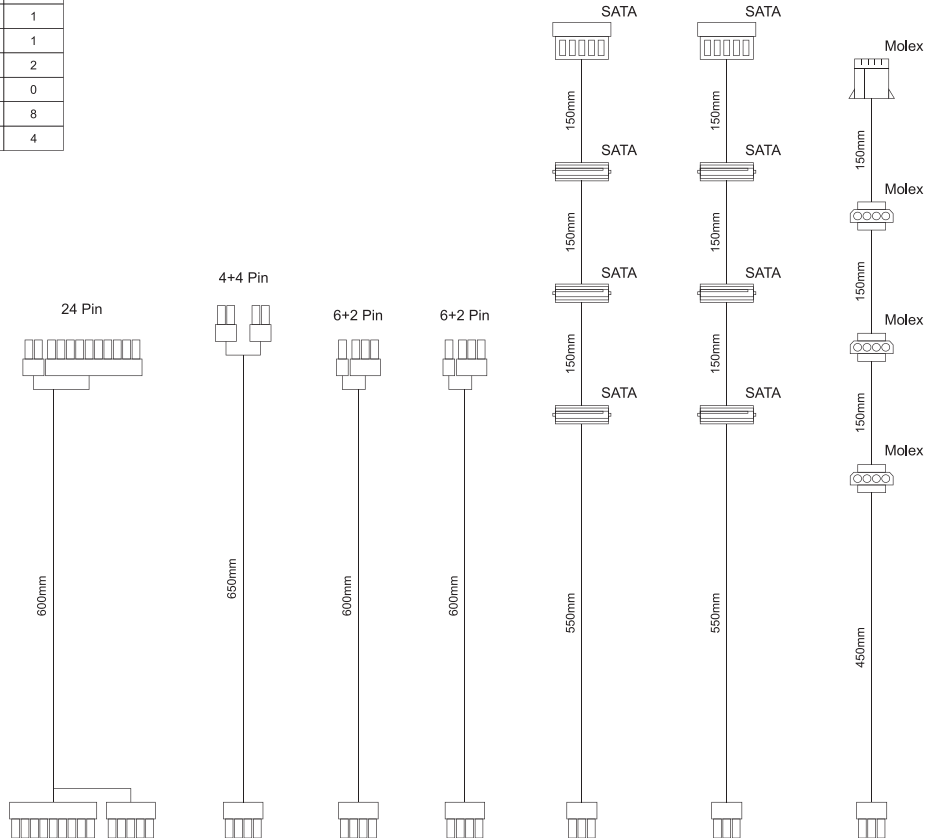 1
1
2
0
8
4
SATA
SATA
Molex
150mm
150mm
150mm
SATA
SATA
Molex
150mm
150mm
150mm
4+4 Pin
SATA
SATA
24 Pin
6+2 Pin
6+2 Pin
Molex
150mm
150mm
150mm
SATA
SATA
Molex
600mm
650mm
600mm
600mm
550mm
550mm
450mm